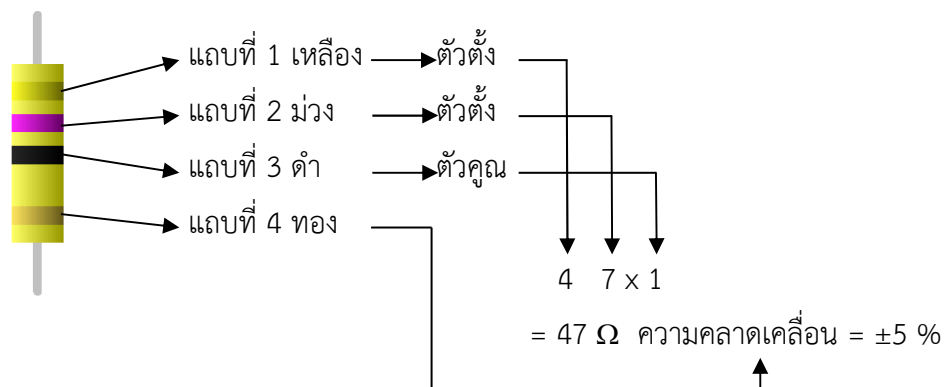 แถบที่ 1 เหลือง ตัวตั้ง
แถบที่ 2 ม่วง ตัวตั้ง
แถบที่ 3 ดำ ตัวคูณ
แถบที่ 4 ทอง
4 7 x 1
= 47 Ω ความคลาดเคลื่อน = ±5 %